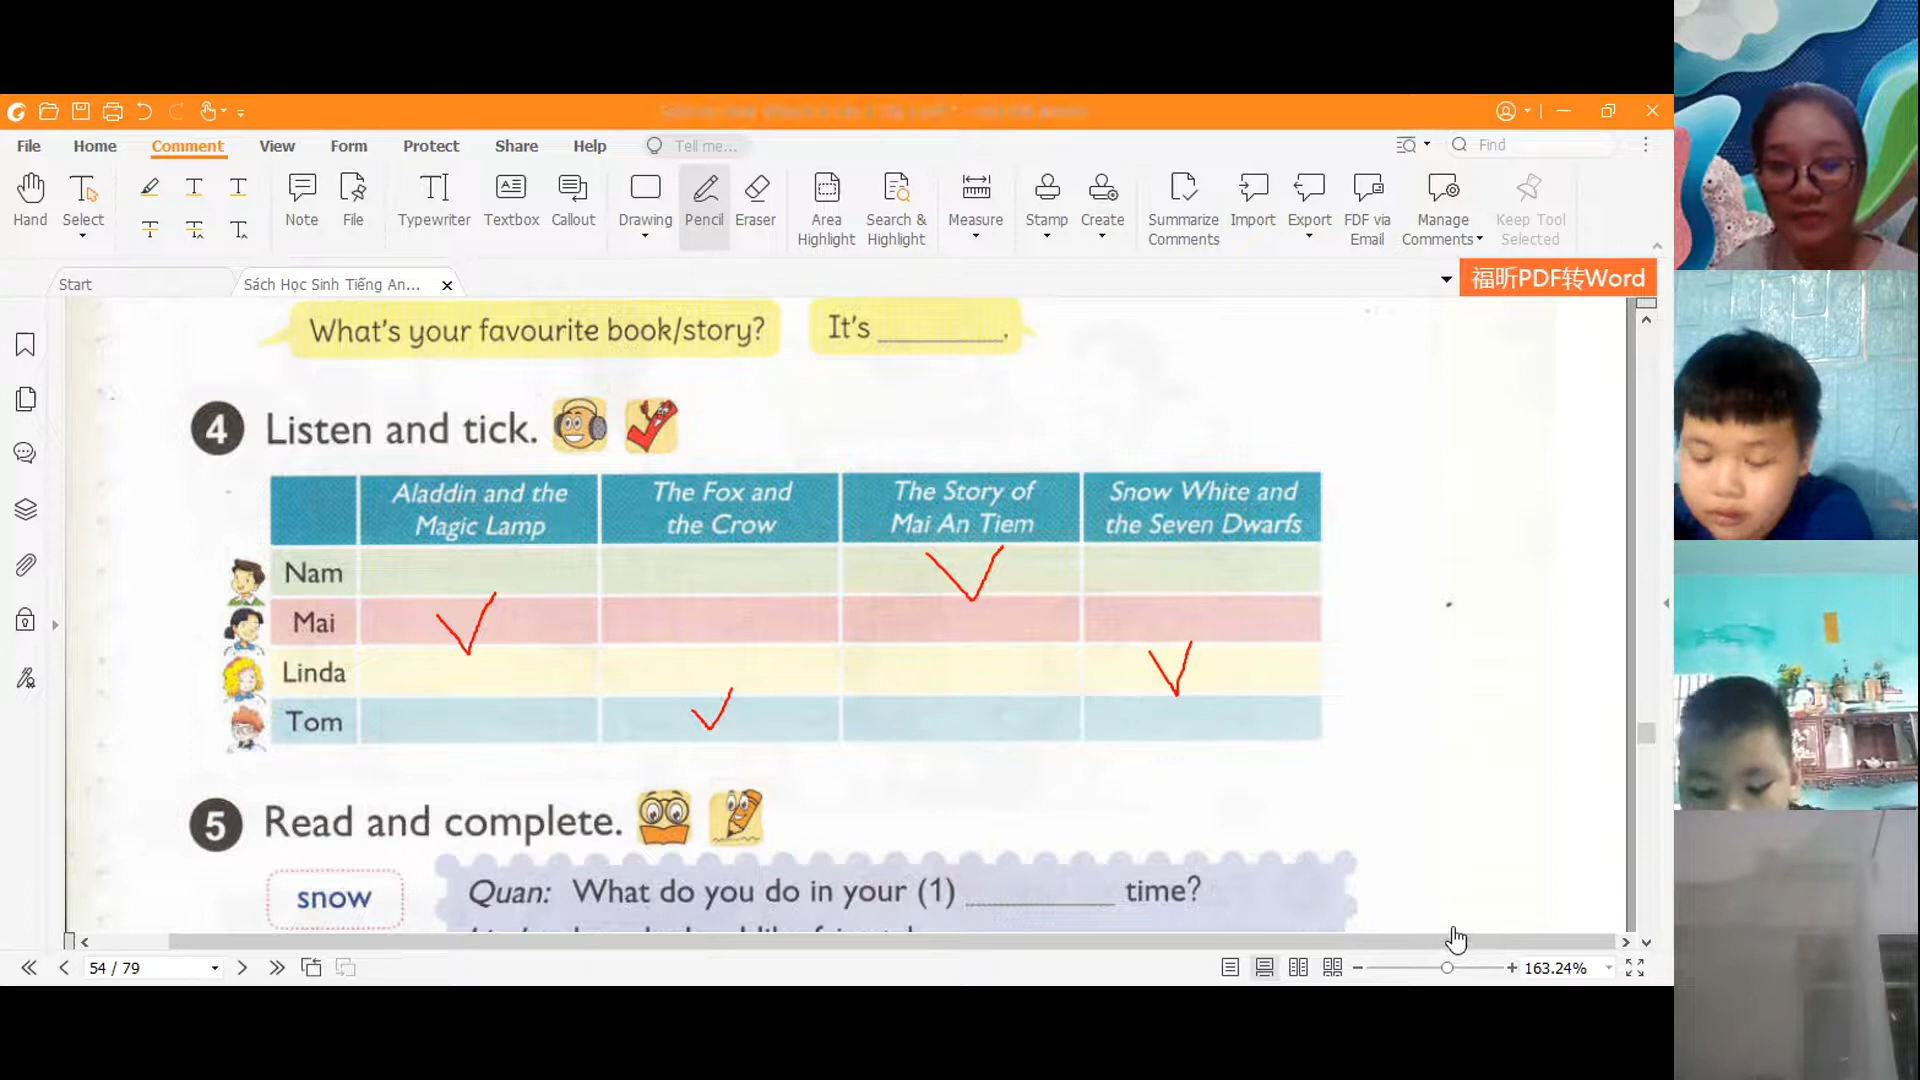 File Home Comment View Form Protect Share Help Tell me... Find
Hand Select Note File Typewriter Textbox Callout Drawing Pencil Eraser Area Highlight Search & Highlight Measure Stamp Create Summarize Comments Import Export FDF via Email Manage Comments Keep Tool Selected
Start Sách Học Sinh Tiếng An... 福昕PDF转Word
What's your favourite book/story? It's ________.
4 Listen and tick.
Aladdin and the Magic Lamp The Fox and the Crow The Story of Mai An Tiem Snow White and the Seven Dwarfs
Nam
Mai
Linda
Tom
5 Read and complete.
snow Quan: What do you do in your (1) ________ time?
54 / 79 163.24%